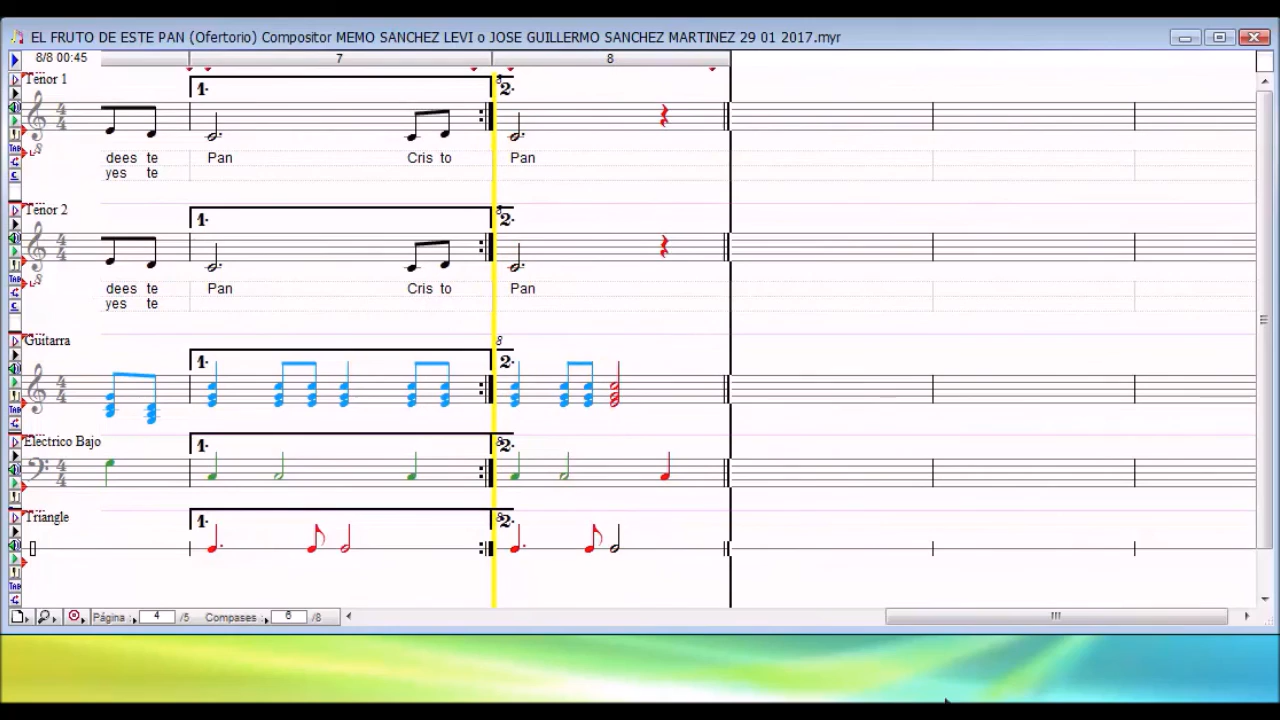 EL FRUTO DE ESTE PAN (Ofertorio) Compositor MEMO SANCHEZ LEVI o JOSE GUILLERMO SANCHEZ MARTINEZ 29 01 2017.myr
8/8 00:45 7 8
Tenor 1
1. 2.
dees te Pan Cris to Pan
yes te
Tenor 2
1. 2.
dees te Pan Cris to Pan
yes te
Guitarra
8
1. 2.
Eléctrico Bajo
1. 2.
Triangle
1. 2.
Página : 4 /5 Compases : 6 /8